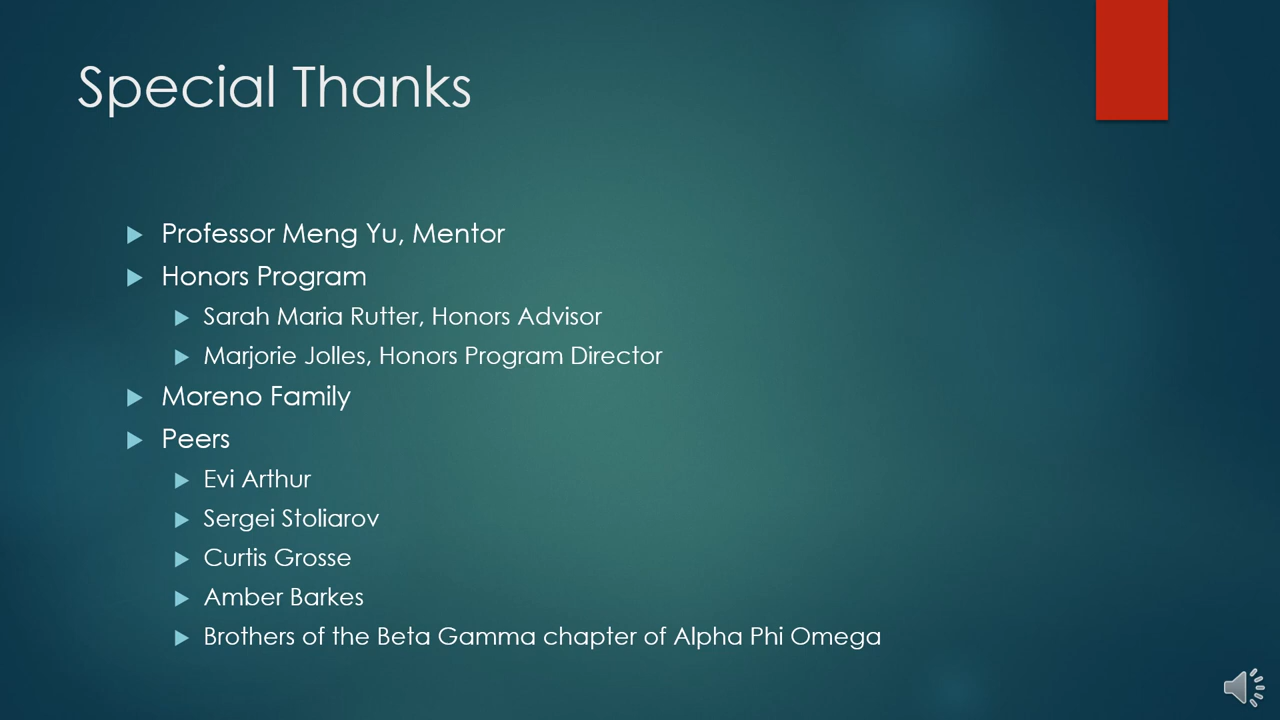 Special Thanks
Professor Meng Yu, Mentor
Honors Program
Sarah Maria Rutter, Honors Advisor
Marjorie Jolles, Honors Program Director
Moreno Family
Peers
Evi Arthur
Sergei Stoliarov
Curtis Grosse
Amber Barkes
Brothers of the Beta Gamma chapter of Alpha Phi Omega